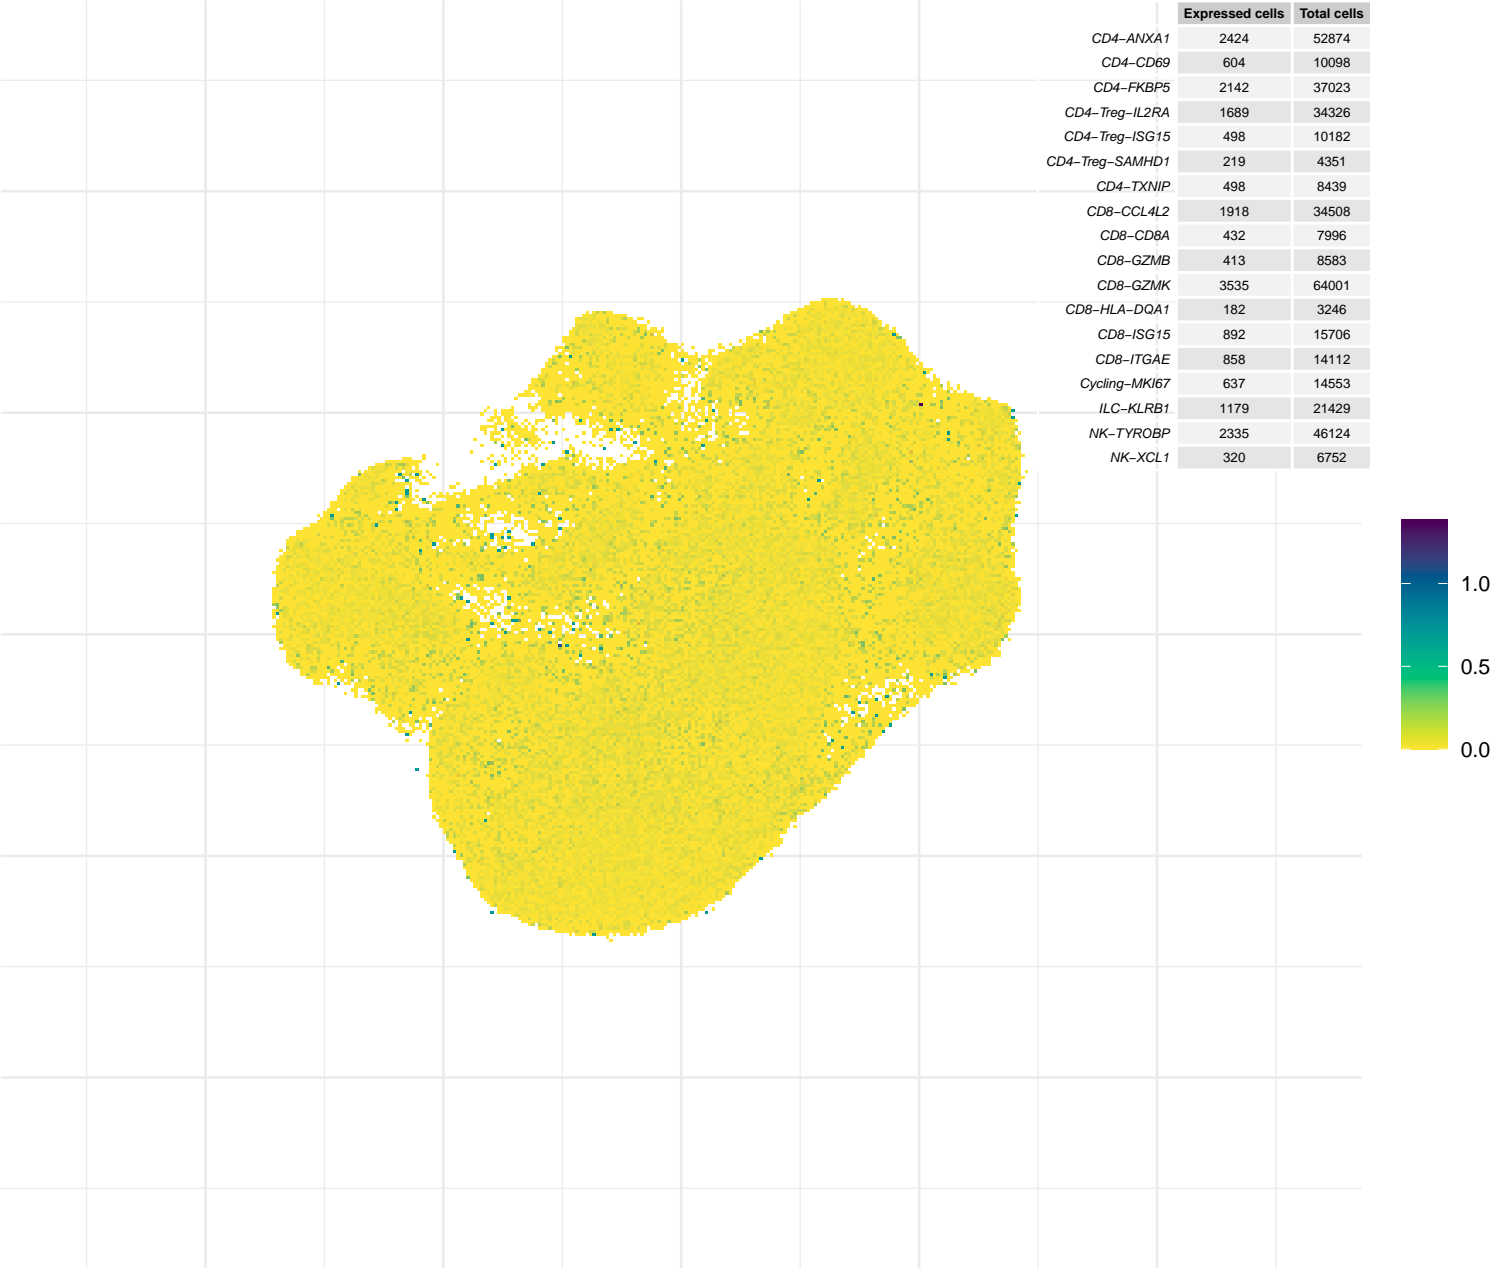 Expressed cells Total cells
CD4−ANXA1 2424 52874
CD4−CD69 604 10098
CD4−FKBP5 2142 37023
CD4−Treg−IL2RA 1689 34326
CD4−Treg−ISG15 498 10182
CD4−Treg−SAMHD1 219 4351
CD4−TXNIP 498 8439
CD8−CCL4L2 1918 34508
CD8−CD8A 432 7996
CD8−GZMB 413 8583
CD8−GZMK 3535 64001
CD8−HLA−DQA1 182 3246
CD8−ISG15 892 15706
CD8−ITGAE 858 14112
Cycling−MKI67 637 14553
ILC−KLRB1 1179 21429
NK−TYROBP 2335 46124
NK−XCL1 320 6752
1.0
0.5
0.0